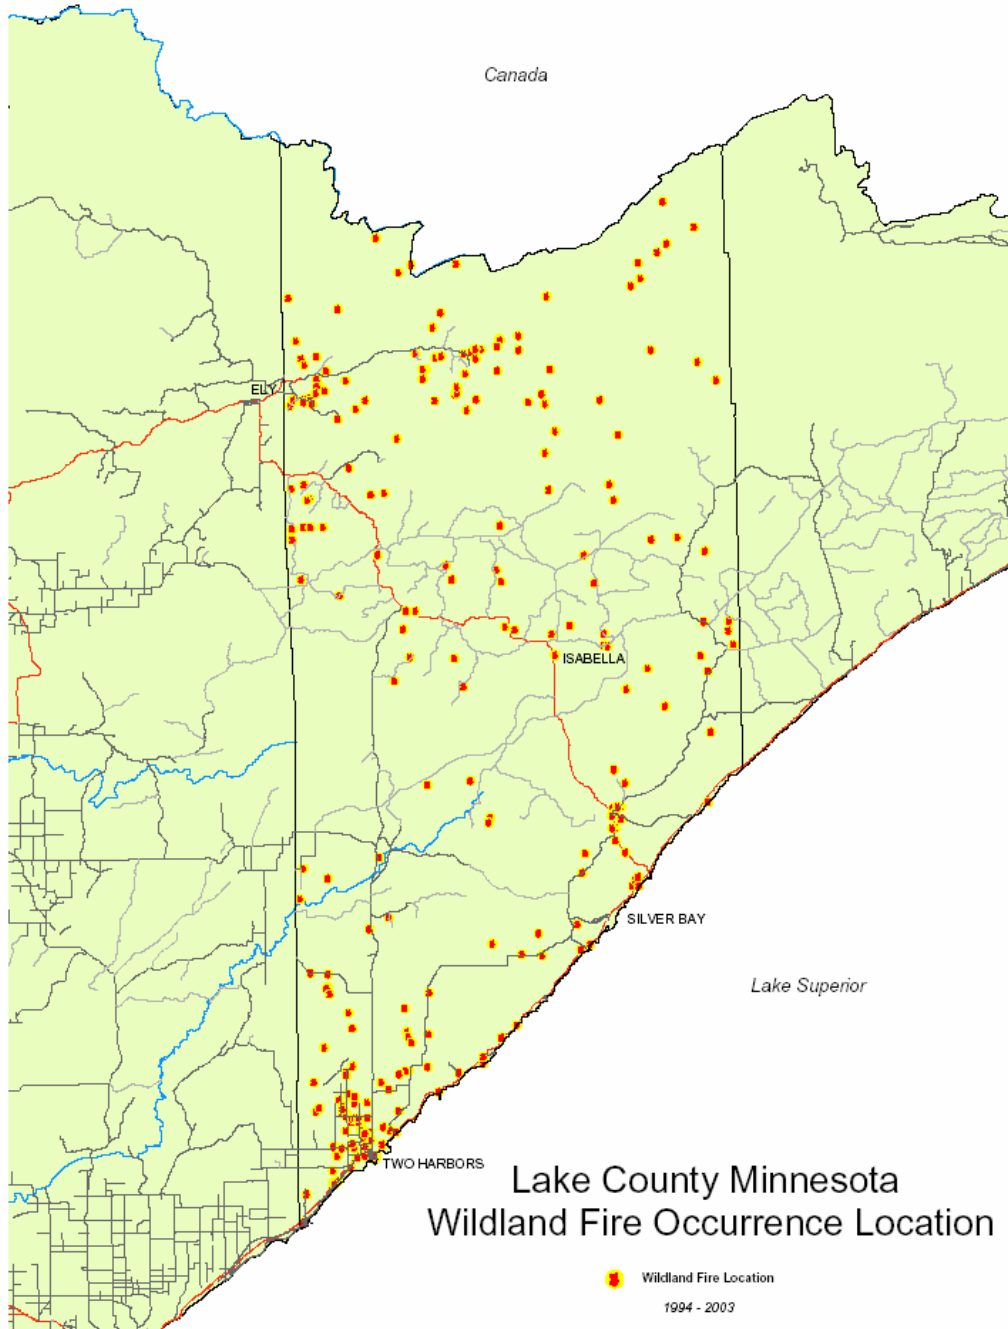 Canada
ELY
ISABELLA
SILVER BAY
Lake Superior
TWO HARBORS
Lake County Minnesota
Wildland Fire Occurrence Location
Wildland Fire Location
1994 - 2003